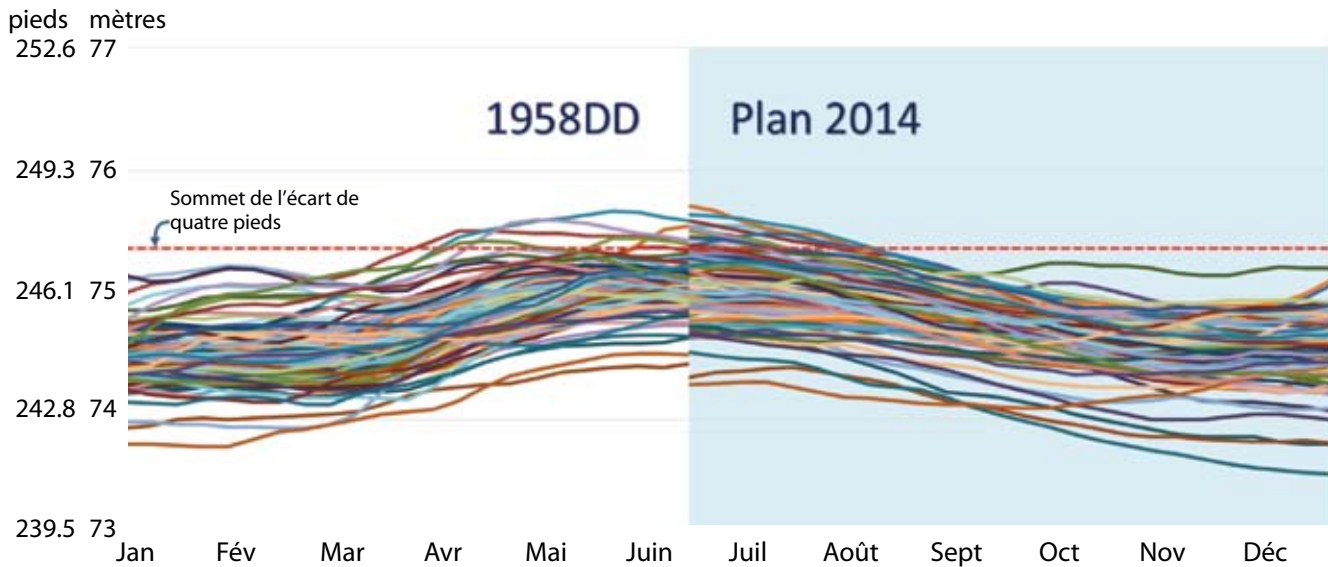 pieds mètres
252.6 77
1958DD Plan 2014
249.3 76
Sommet de l’écart de
quatre pieds
246.1 75
242.8 74
239.5 73
Jan Fév Mar Avr Mai Juin Juil Août Sept Oct Nov Déc